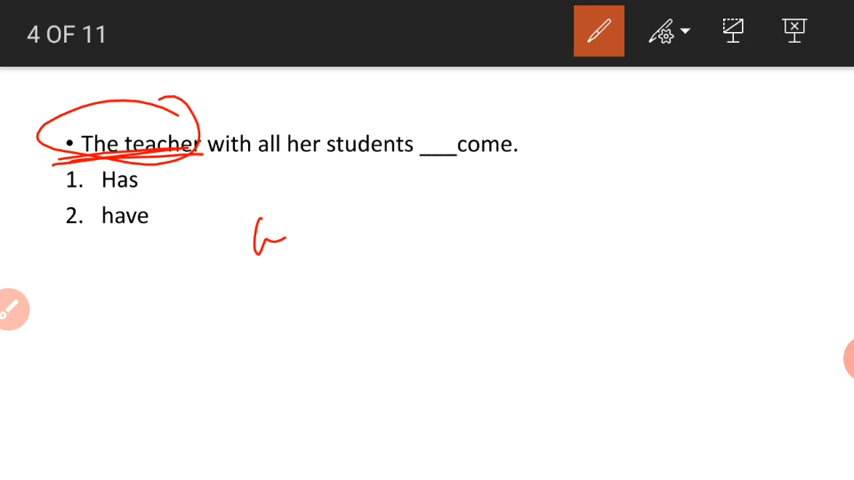 4 OF 11
• The teacher with all her students ___come.
1. Has
2. have